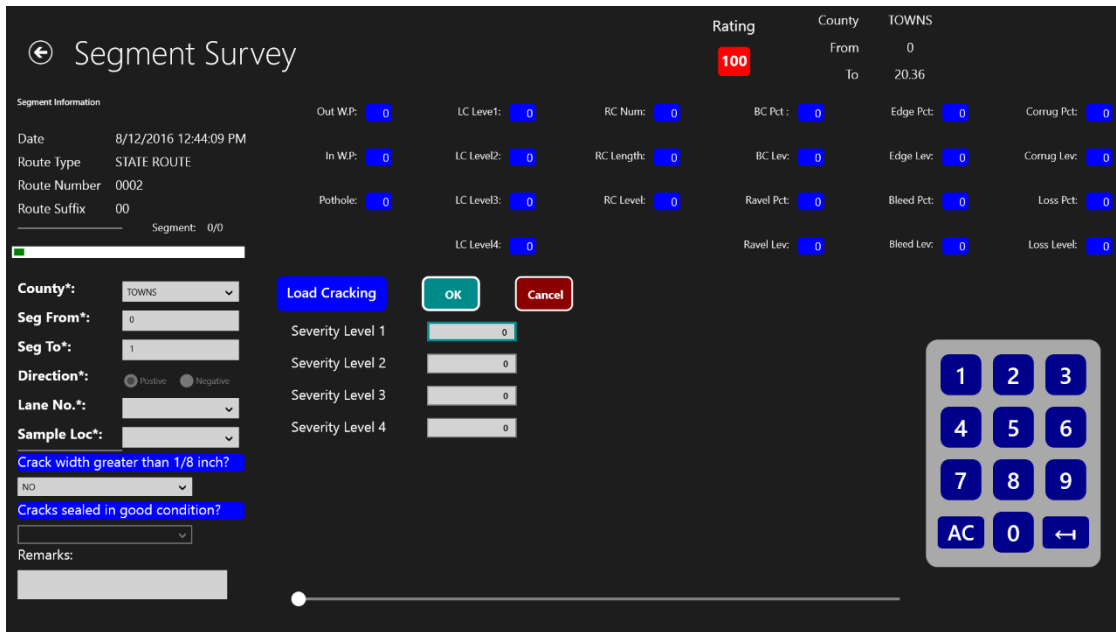 Segment Survey
Rating
100
County TOWNS
From 0
To 20.36
Segment Information
Date 8/12/2016 12:44:09 PM
Route Type STATE ROUTE
Route Number 0002
Route Suffix 00
Segment: 0/0
Out W.P: 0 LC Leve1: 0 RC Num: 0 BC Pct : 0 Edge Pct: 0 Corrug Pct: 0
In W.P: 0 LC Level2: 0 RC Length: 0 BC Lev: 0 Edge Lev: 0 Corrug Lev: 0
Pothole: 0 LC Level3: 0 RC Level: 0 Ravel Pct: 0 Bleed Pct: 0 Loss Pct: 0
LC Level4: 0 Ravel Lev: 0 Bleed Lev: 0 Loss Level: 0
County*: TOWNS
Seg From*: 0
Seg To*: 1
Direction*: Postive Negative
Lane No.*:
Sample Loc*:
Crack width greater than 1/8 inch?
NO
Cracks sealed in good condition?
Remarks:
Load Cracking OK Cancel
Severity Level 1 0
Severity Level 2 0
Severity Level 3 0
Severity Level 4 0
1 2 3
4 5 6
7 8 9
AC 0